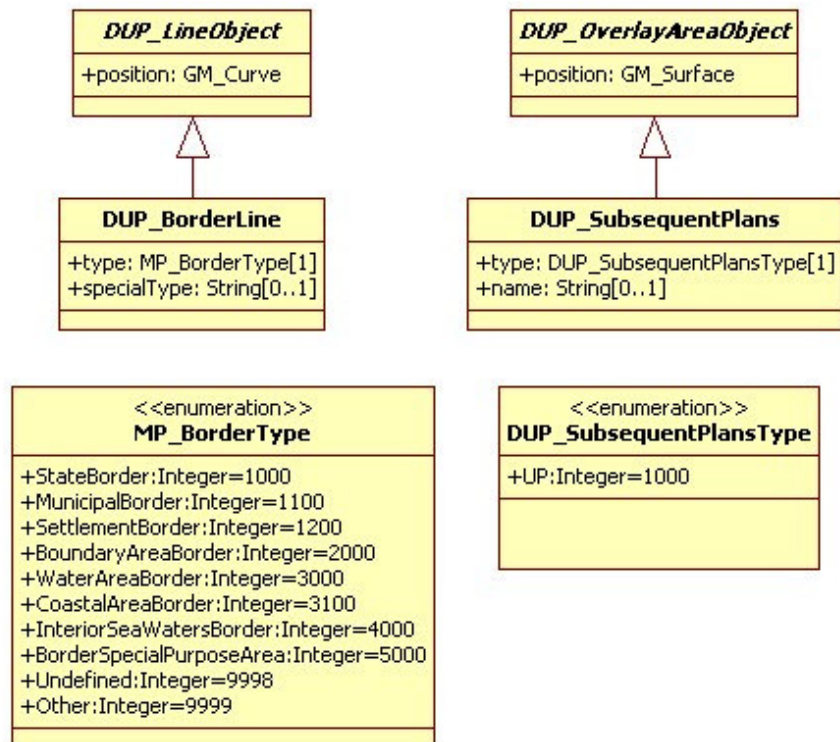 DUP_LineObject
+position: GM_Curve
DUP_OverlayAreaObject
+position: GM_Surface
DUP_BorderLine
+type: MP_BorderType[1]
+specialType: String[0..1]
DUP_SubsequentPlans
+type: DUP_SubsequentPlansType[1]
+name: String[0..1]
<<enumeration>>
MP_BorderType
+StateBorder:Integer=1000
+MunicipalBorder:Integer=1100
+SettlementBorder:Integer=1200
+BoundaryAreaBorder:Integer=2000
+WaterAreaBorder:Integer=3000
+CoastalAreaBorder:Integer=3100
+InteriorSeaWatersBorder:Integer=4000
+BorderSpecialPurposeArea:Integer=5000
+Undefined:Integer=9998
+Other:Integer=9999
<<enumeration>>
DUP_SubsequentPlansType
+UP:Integer=1000